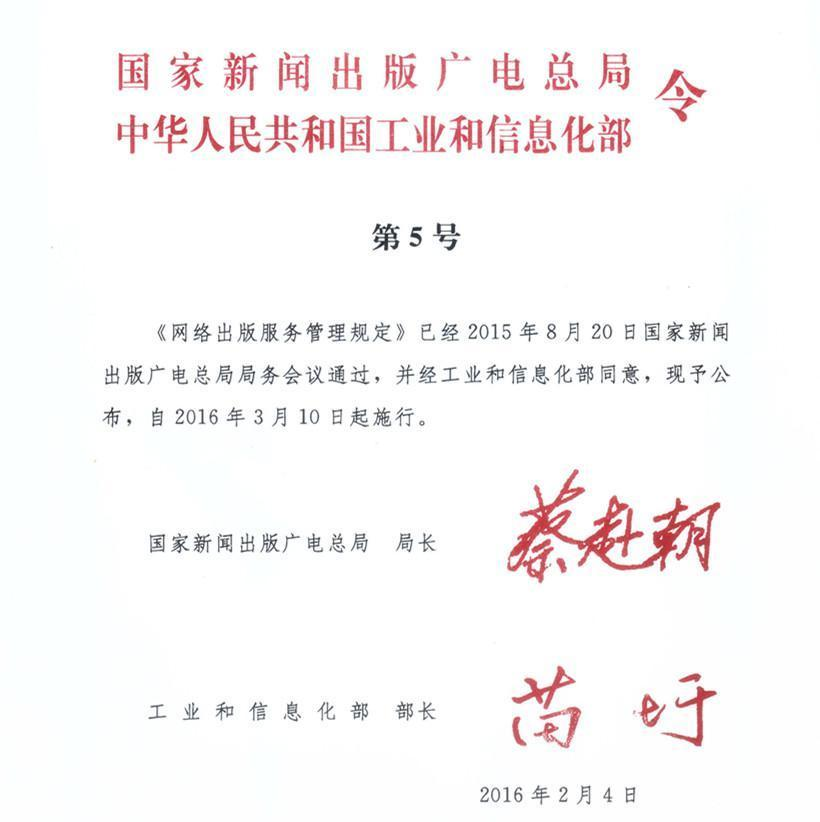 国家新闻出版广电总局
令
中华人民共和国工业和信息化部
第5号
《网络出版服务管理规定》已经2015年8月20日国家新闻
出版广电总局局务会议通过，并经工业和信息化部同意，现予公
布，自2016年3月10日起施行。
国家新闻出版广电总局 局长 蔡赴朝
工业和信息化部 部长 苗圩
2016年2月4日